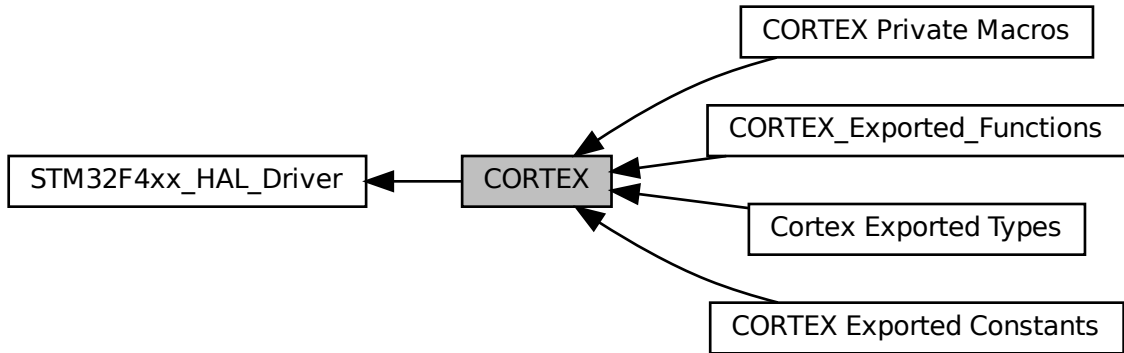 CORTEX Private Macros
CORTEX_Exported_Functions
STM32F4xx_HAL_Driver
CORTEX
Cortex Exported Types
CORTEX Exported Constants